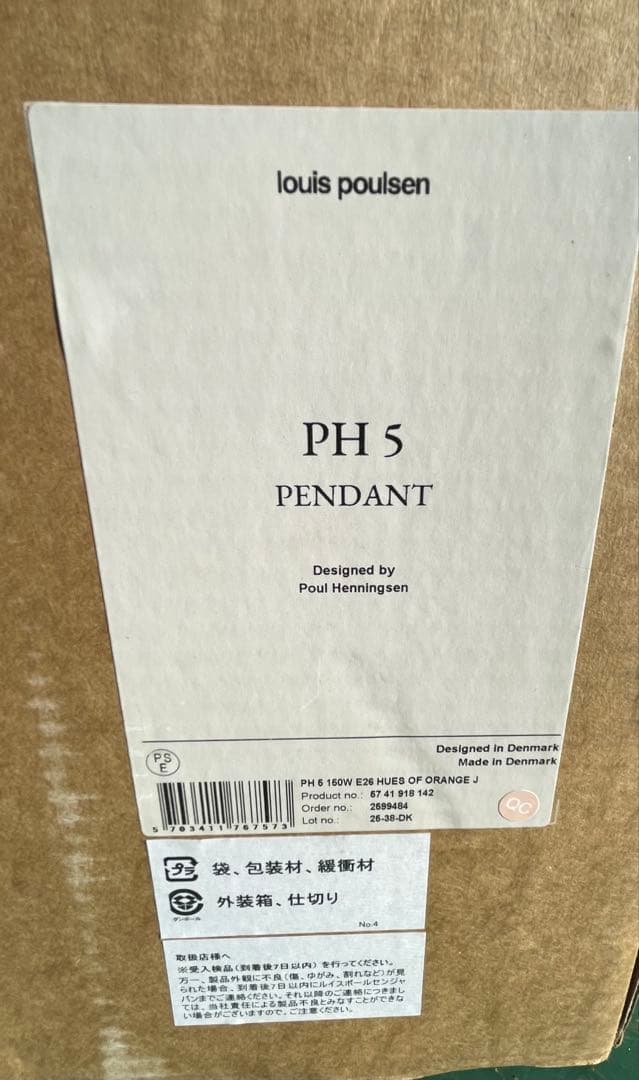 louis poulsen
PH 5
PENDANT
Designed by
Poul Henningsen
Designed in Denmark
Made in Denmark
PS
E
PH 5 150W E26 HUES OF ORANGE J
Product no.: 57 41 918 142
Order no.: 2699484
Lot no.: 25-38-DK
QC
5 703411 767573
プラ
袋、包装材、緩衝材
ダンボール
外装箱、仕切り
No.4
取扱店様へ
※受入検品(到着後7日以内)を行ってください。
万一、製品外観に不良(傷、ゆがみ、割れなど)が見
られた場合、到着後7日以内にルイスポールセンジャ
パンまでご連絡ください。それ以降のご連絡につきまし
ては、当社責任による製品不良とみなすことができな
い場合がございますので、ご注意ください。